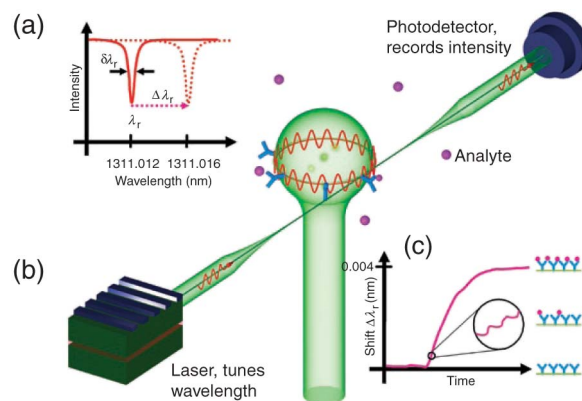 (a)
Intensity
δλr
Δλr
λr
1311.012 1311.016
Wavelength (nm)
Photodetector,
records intensity
Analyte
(b)
Laser, tunes
wavelength
(c)
0.004
Shift Δλr (nm)
Time